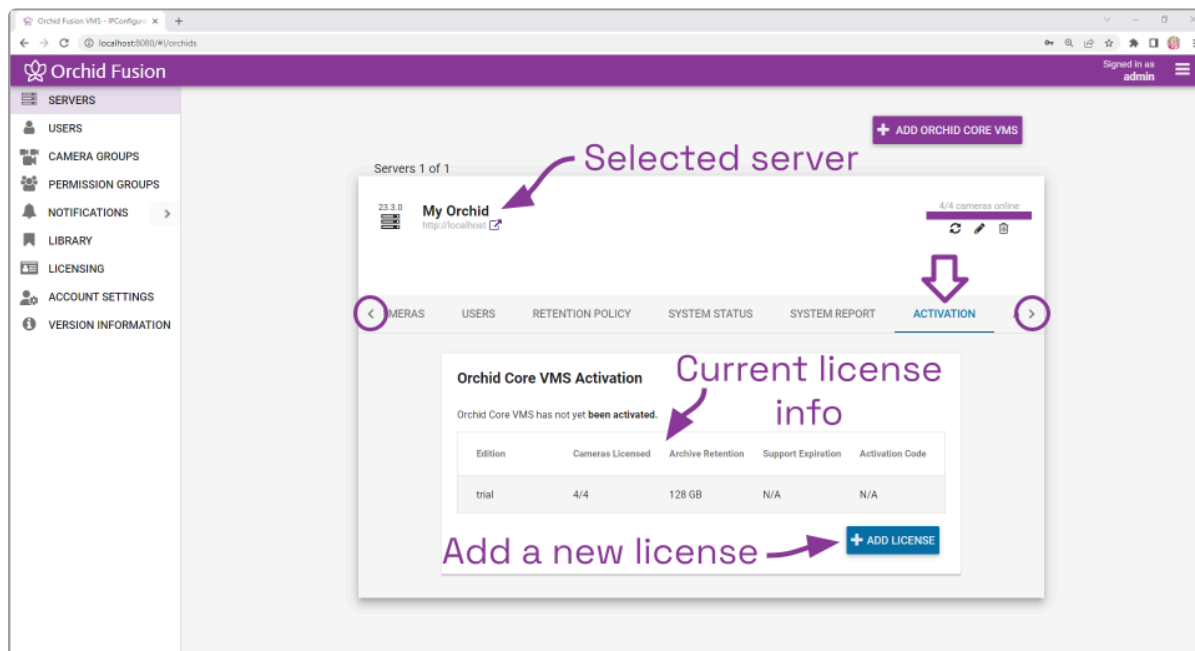 Orchid Fusion VMS - IPConfigure
localhost:8080/#!/orchids
Orchid Fusion
Signed in as
admin
SERVERS
USERS
CAMERA GROUPS
PERMISSION GROUPS
NOTIFICATIONS
LIBRARY
LICENSING
ACCOUNT SETTINGS
VERSION INFORMATION
+ ADD ORCHID CORE VMS
Servers 1 of 1
Selected server
23.3.0
My Orchid
http://localhost
4/4 cameras online
USERS RETENTION POLICY SYSTEM STATUS SYSTEM REPORT ACTIVATION
Orchid Core VMS Activation
Current license
info
Orchid Core VMS has not yet been activated.
Edition Cameras Licensed Archive Retention Support Expiration Activation Code
trial 4/4 128 GB N/A N/A
Add a new license
+ ADD LICENSE